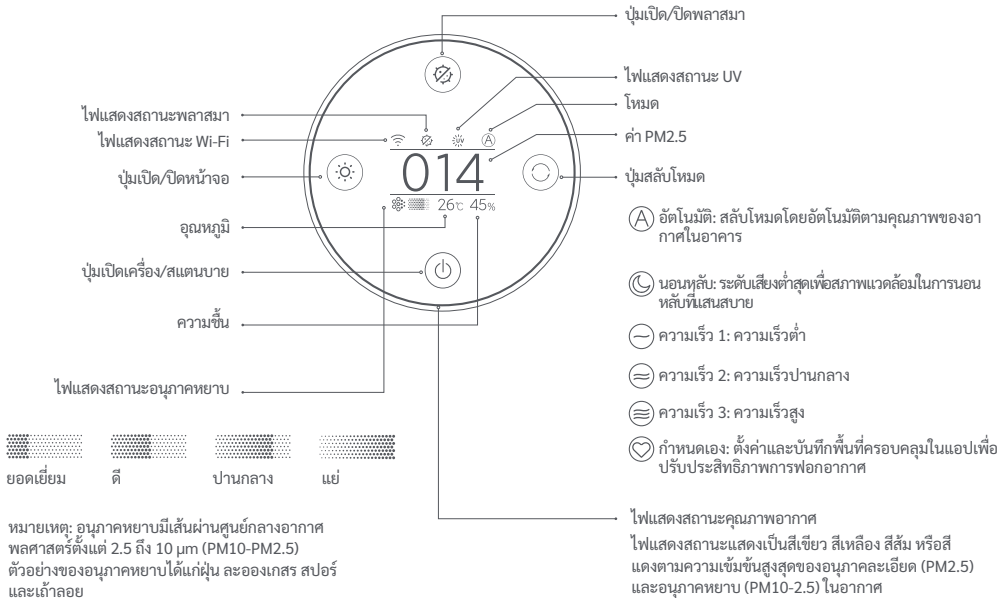 ปุ่มเปิด/ปิดพลาสมา
ไฟแสดงสถานะ UV
โหมด
ค่า PM2.5
ปุ่มสลับโหมด
ไฟแสดงสถานะพลาสมา
ไฟแสดงสถานะ Wi-Fi
ปุ่มเปิด/ปิดหน้าจอ
อุณหภูมิ
ปุ่มเปิดเครื่อง/สแตนบาย
ความชื้น
ไฟแสดงสถานะอนุภาคหยาบ
UV
A
014
26℃ 45%
A อัตโนมัติ: สลับโหมดโดยอัตโนมัติตามคุณภาพของอา
กาศในอาคาร
นอนหลับ: ระดับเสียงต่ำสุดเพื่อสภาพแวดล้อมในการนอน
หลับที่แสนสบาย
ความเร็ว 1: ความเร็วต่ำ
ความเร็ว 2: ความเร็วปานกลาง
ความเร็ว 3: ความเร็วสูง
กำหนดเอง: ตั้งค่าและบันทึกพื้นที่ครอบคลุมในแอปเพื่อ
ปรับประสิทธิภาพการฟอกอากาศ
ยอดเยี่ยม ดี ปานกลาง แย่
หมายเหตุ: อนุภาคหยาบมีเส้นผ่านศูนย์กลางอากาศ
พลศาสตร์ตั้งแต่ 2.5 ถึง 10 μm (PM10-PM2.5)
ตัวอย่างของอนุภาคหยาบได้แก่ฝุ่น ละอองเกสร สปอร์
และเถ้าลอย
ไฟแสดงสถานะคุณภาพอากาศ
ไฟแสดงสถานะแสดงเป็นสีเขียว สีเหลือง สีส้ม หรือสี
แดงตามความเข้มข้นสูงสุดของอนุภาคละเอียด (PM2.5)
และอนุภาคหยาบ (PM10-2.5) ในอากาศ